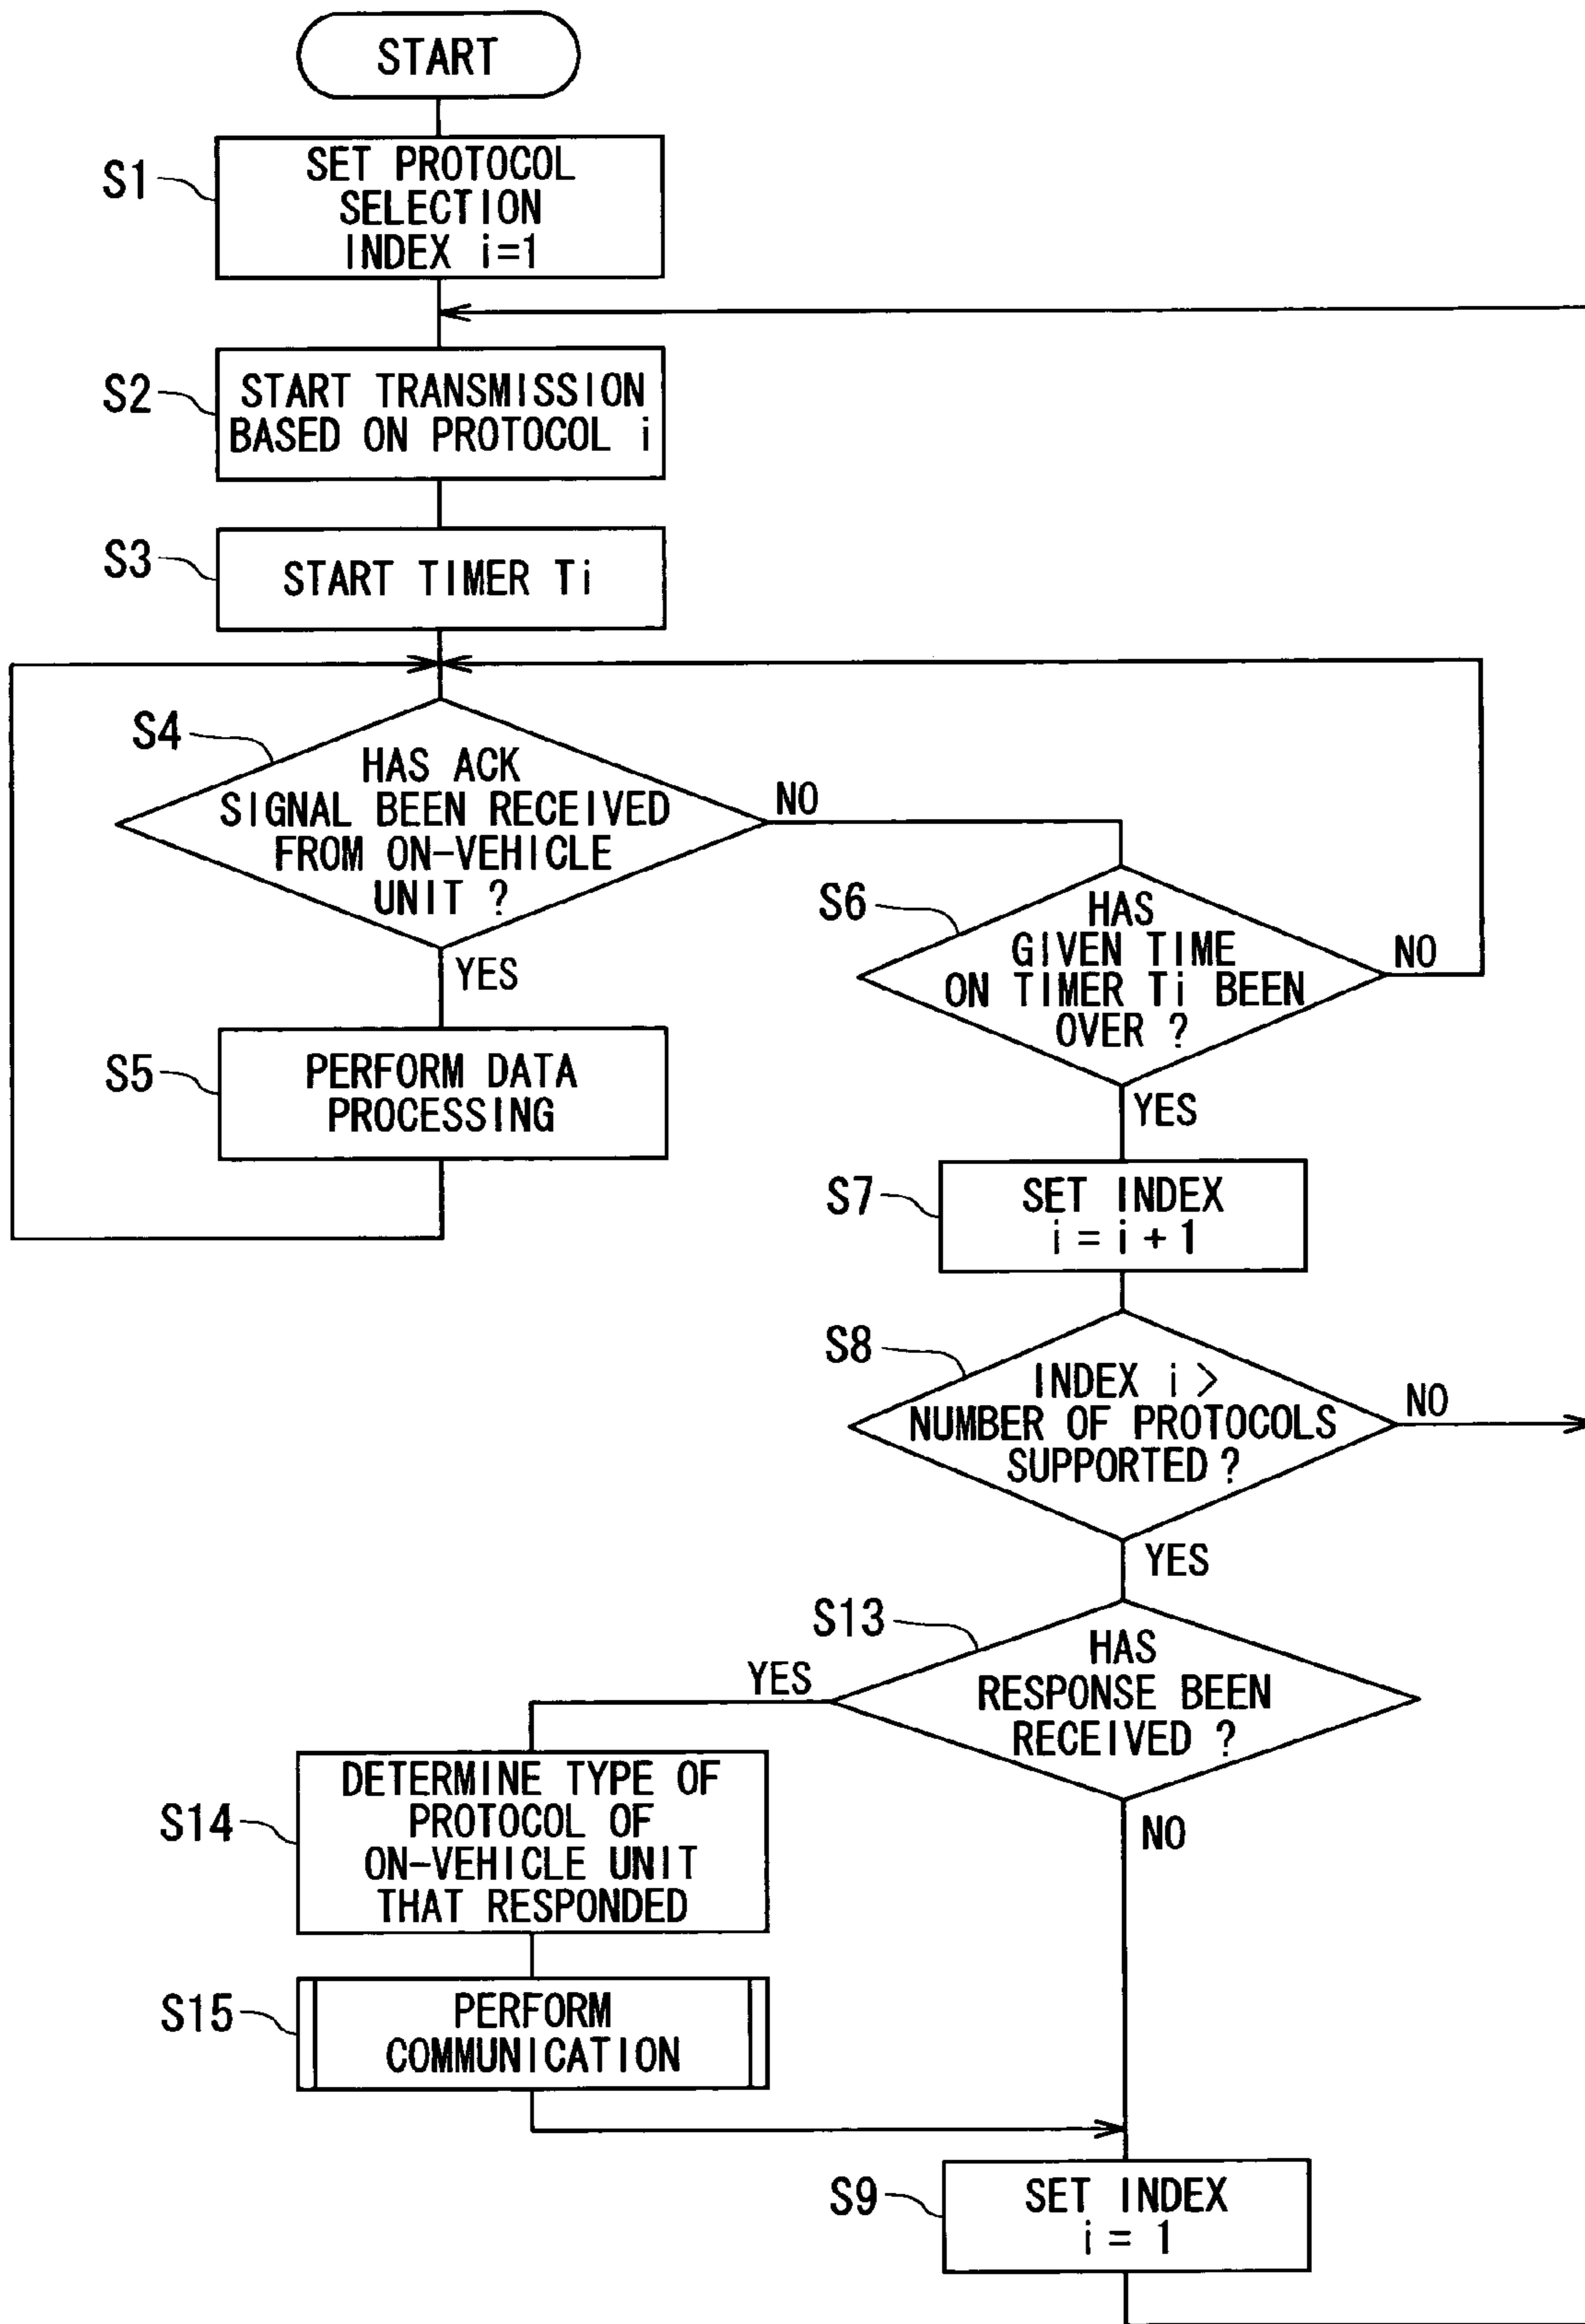 START
S1
SET PROTOCOL
SELECTION
INDEX i=1
S2
START TRANSMISSION
BASED ON PROTOCOL i
S3
START TIMER Ti
S4
HAS ACK
SIGNAL BEEN RECEIVED
FROM ON-VEHICLE
UNIT ?
NO
YES
S5
PERFORM DATA
PROCESSING
S6
HAS
GIVEN TIME
ON TIMER Ti BEEN
OVER ?
NO
YES
S7
SET INDEX
i = i + 1
S8
INDEX i >
NUMBER OF PROTOCOLS
SUPPORTED ?
NO
YES
S13
HAS
RESPONSE BEEN
RECEIVED ?
YES
NO
S14
DETERMINE TYPE OF
PROTOCOL OF
ON-VEHICLE UNIT
THAT RESPONDED
S15
PERFORM
COMMUNICATION
S9
SET INDEX
i = 1